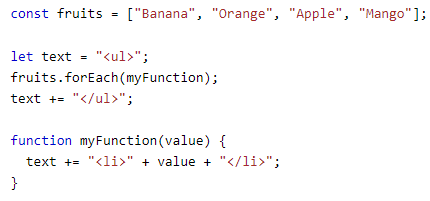 const fruits = ["Banana", "Orange", "Apple", "Mango"];

let text = "<ul>";
fruits.forEach(myFunction);
text += "</ul>";

function myFunction(value) {
  text += "<li>" + value + "</li>";
}